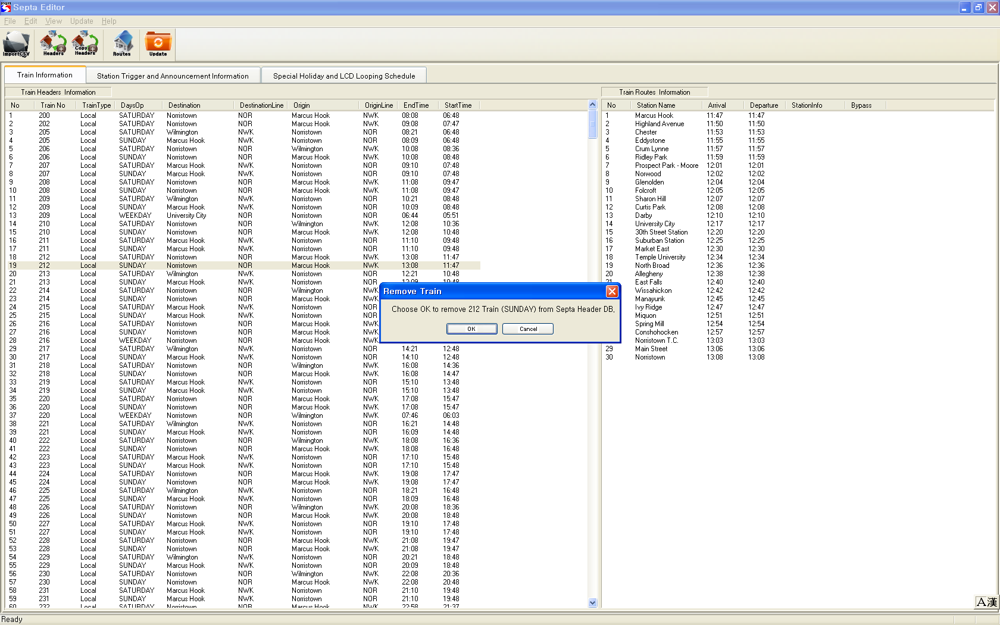 Septa Editor
File Edit View Update Help
ImportCSV Headers Copy Headers Routes Update
Train Information Station Trigger and Announcement Information Special Holiday and LCD Looping Schedule
Train Headers Information
No Train No TrainType DaysOp Destination DestinationLine Origin OriginLine EndTime StartTime
1 200 Local SATURDAY Norristown NOR Marcus Hook NWK 08:08 06:48
2 202 Local SATURDAY Norristown NOR Marcus Hook NWK 09:08 07:47
3 205 Local SATURDAY Wilmington NWK Norristown NOR 08:21 06:48
4 205 Local SUNDAY Marcus Hook NWK Norristown NOR 08:09 06:48
5 206 Local SATURDAY Norristown NOR Wilmington NWK 10:08 08:36
6 206 Local SUNDAY Norristown NOR Marcus Hook NWK 10:08 08:48
7 207 Local SATURDAY Marcus Hook NWK Norristown NOR 09:10 07:48
8 207 Local SUNDAY Marcus Hook NWK Norristown NOR 09:10 07:48
9 208 Local SATURDAY Norristown NOR Marcus Hook NWK 11:08 09:47
10 208 Local SUNDAY Norristown NOR Marcus Hook NWK 11:08 09:47
11 209 Local SATURDAY Wilmington NWK Norristown NOR 10:21 08:48
12 209 Local SUNDAY Marcus Hook NWK Norristown NOR 10:09 08:48
13 209 Local WEEKDAY University City NOR Norristown NOR 06:44 05:51
14 210 Local SATURDAY Norristown NOR Wilmington NWK 12:08 10:36
15 210 Local SUNDAY Norristown NOR Marcus Hook NWK 12:08 10:48
16 211 Local SATURDAY Marcus Hook NWK Norristown NOR 11:10 09:48
17 211 Local SUNDAY Marcus Hook NWK Norristown NOR 11:10 09:48
18 212 Local SATURDAY Norristown NOR Marcus Hook NWK 13:08 11:47
19 212 Local SUNDAY Norristown NOR Marcus Hook NWK 13:08 11:47
20 213 Local SATURDAY Wilmington NWK Norristown NOR 12:21 10:48
21 213 Local SUNDAY Marcus Hook NWK Norristown NOR 12:09 10:48
22 214 Local SATURDAY Norristown NOR Wilmington NWK
23 214 Local SUNDAY Norristown NOR Marcus Hook NWK
24 215 Local SATURDAY Marcus Hook NWK Norristown NOR
25 215 Local SUNDAY Marcus Hook NWK Norristown NOR
26 216 Local SATURDAY Norristown NOR Marcus Hook NWK
27 216 Local SUNDAY Norristown NOR Marcus Hook NWK
28 216 Local WEEKDAY Norristown NOR Marcus Hook NWK
29 217 Local SATURDAY Wilmington NWK Norristown NOR 14:21 12:48
30 217 Local SUNDAY Marcus Hook NWK Norristown NOR 14:10 12:48
31 218 Local SATURDAY Norristown NOR Wilmington NWK 16:08 14:36
32 218 Local SUNDAY Norristown NOR Marcus Hook NWK 16:08 14:47
33 219 Local SATURDAY Marcus Hook NWK Norristown NOR 15:10 13:48
34 219 Local SUNDAY Marcus Hook NWK Norristown NOR 15:10 13:48
35 220 Local SATURDAY Norristown NOR Marcus Hook NWK 17:08 15:47
36 220 Local SUNDAY Norristown NOR Marcus Hook NWK 17:08 15:47
37 220 Local WEEKDAY Norristown NOR Wilmington NWK 07:46 06:03
38 221 Local SATURDAY Wilmington NWK Norristown NOR 16:21 14:48
39 221 Local SUNDAY Marcus Hook NWK Norristown NOR 16:09 14:48
40 222 Local SATURDAY Norristown NOR Wilmington NWK 18:08 16:36
41 222 Local SUNDAY Norristown NOR Marcus Hook NWK 18:08 16:48
42 223 Local SATURDAY Marcus Hook NWK Norristown NOR 17:10 15:48
43 223 Local SUNDAY Marcus Hook NWK Norristown NOR 17:10 15:48
44 224 Local SATURDAY Norristown NOR Marcus Hook NWK 19:08 17:47
45 224 Local SUNDAY Norristown NOR Marcus Hook NWK 19:08 17:47
46 225 Local SATURDAY Wilmington NWK Norristown NOR 18:21 16:48
47 225 Local SUNDAY Marcus Hook NWK Norristown NOR 18:09 16:48
48 226 Local SATURDAY Norristown NOR Wilmington NWK 20:08 18:36
49 226 Local SUNDAY Norristown NOR Marcus Hook NWK 20:08 18:48
50 227 Local SATURDAY Marcus Hook NWK Norristown NOR 19:10 17:48
51 227 Local SUNDAY Marcus Hook NWK Norristown NOR 19:10 17:48
52 228 Local SATURDAY Norristown NOR Marcus Hook NWK 21:08 19:47
53 228 Local SUNDAY Norristown NOR Marcus Hook NWK 21:08 19:47
54 229 Local SATURDAY Wilmington NWK Norristown NOR 20:21 18:48
55 229 Local SUNDAY Marcus Hook NWK Norristown NOR 20:09 18:48
56 230 Local SATURDAY Norristown NOR Wilmington NWK 22:08 20:36
57 230 Local SUNDAY Norristown NOR Marcus Hook NWK 22:08 20:48
58 231 Local SATURDAY Marcus Hook NWK Norristown NOR 21:10 19:48
59 231 Local SUNDAY Marcus Hook NWK Norristown NOR 21:10 19:48
60 232 Local SATURDAY Norristown NOR Marcus Hook NWK 22:58 21:37
Remove Train
Choose OK to remove 212 Train (SUNDAY) from Septa Header DB.
OK Cancel
Train Routes Information
No Station Name Arrival Departure StationInfo Bypass
1 Marcus Hook 11:47 11:47
2 Highland Avenue 11:50 11:50
3 Chester 11:53 11:53
4 Eddystone 11:55 11:55
5 Crum Lynne 11:57 11:57
6 Ridley Park 11:59 11:59
7 Prospect Park - Moore 12:01 12:01
8 Norwood 12:02 12:02
9 Glenolden 12:04 12:04
10 Folcroft 12:05 12:05
11 Sharon Hill 12:07 12:07
12 Curtis Park 12:08 12:08
13 Darby 12:10 12:10
14 University City 12:17 12:17
15 30th Street Station 12:20 12:20
16 Suburban Station 12:25 12:25
17 Market East 12:30 12:30
18 Temple University 12:34 12:34
19 North Broad 12:36 12:36
20 Allegheny 12:38 12:38
21 East Falls 12:40 12:40
Wissahickon 12:42 12:42
Manayunk 12:45 12:45
Ivy Ridge 12:47 12:47
Miquon 12:51 12:51
Spring Mill 12:54 12:54
Conshohocken 12:57 12:57
Norristown T.C. 13:03 13:03
29 Main Street 13:06 13:06
30 Norristown 13:08 13:08
A漢
Ready